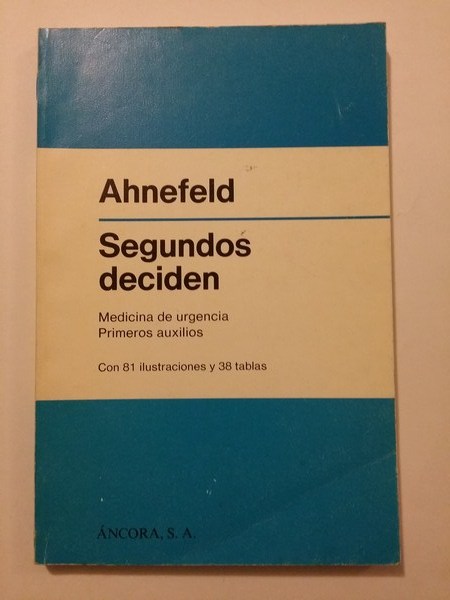 Ahnefeld
Segundos
deciden
Medicina de urgencia
Primeros auxilios
Con 81 ilustraciones y 38 tablas
ÁNCORA, S. A.